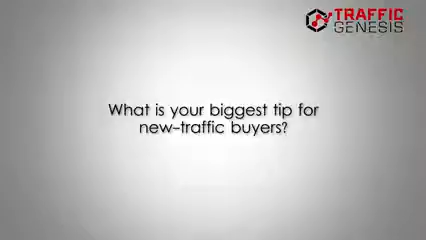 TRAFFIC
GENESIS
What is your biggest tip for
new-traffic buyers?